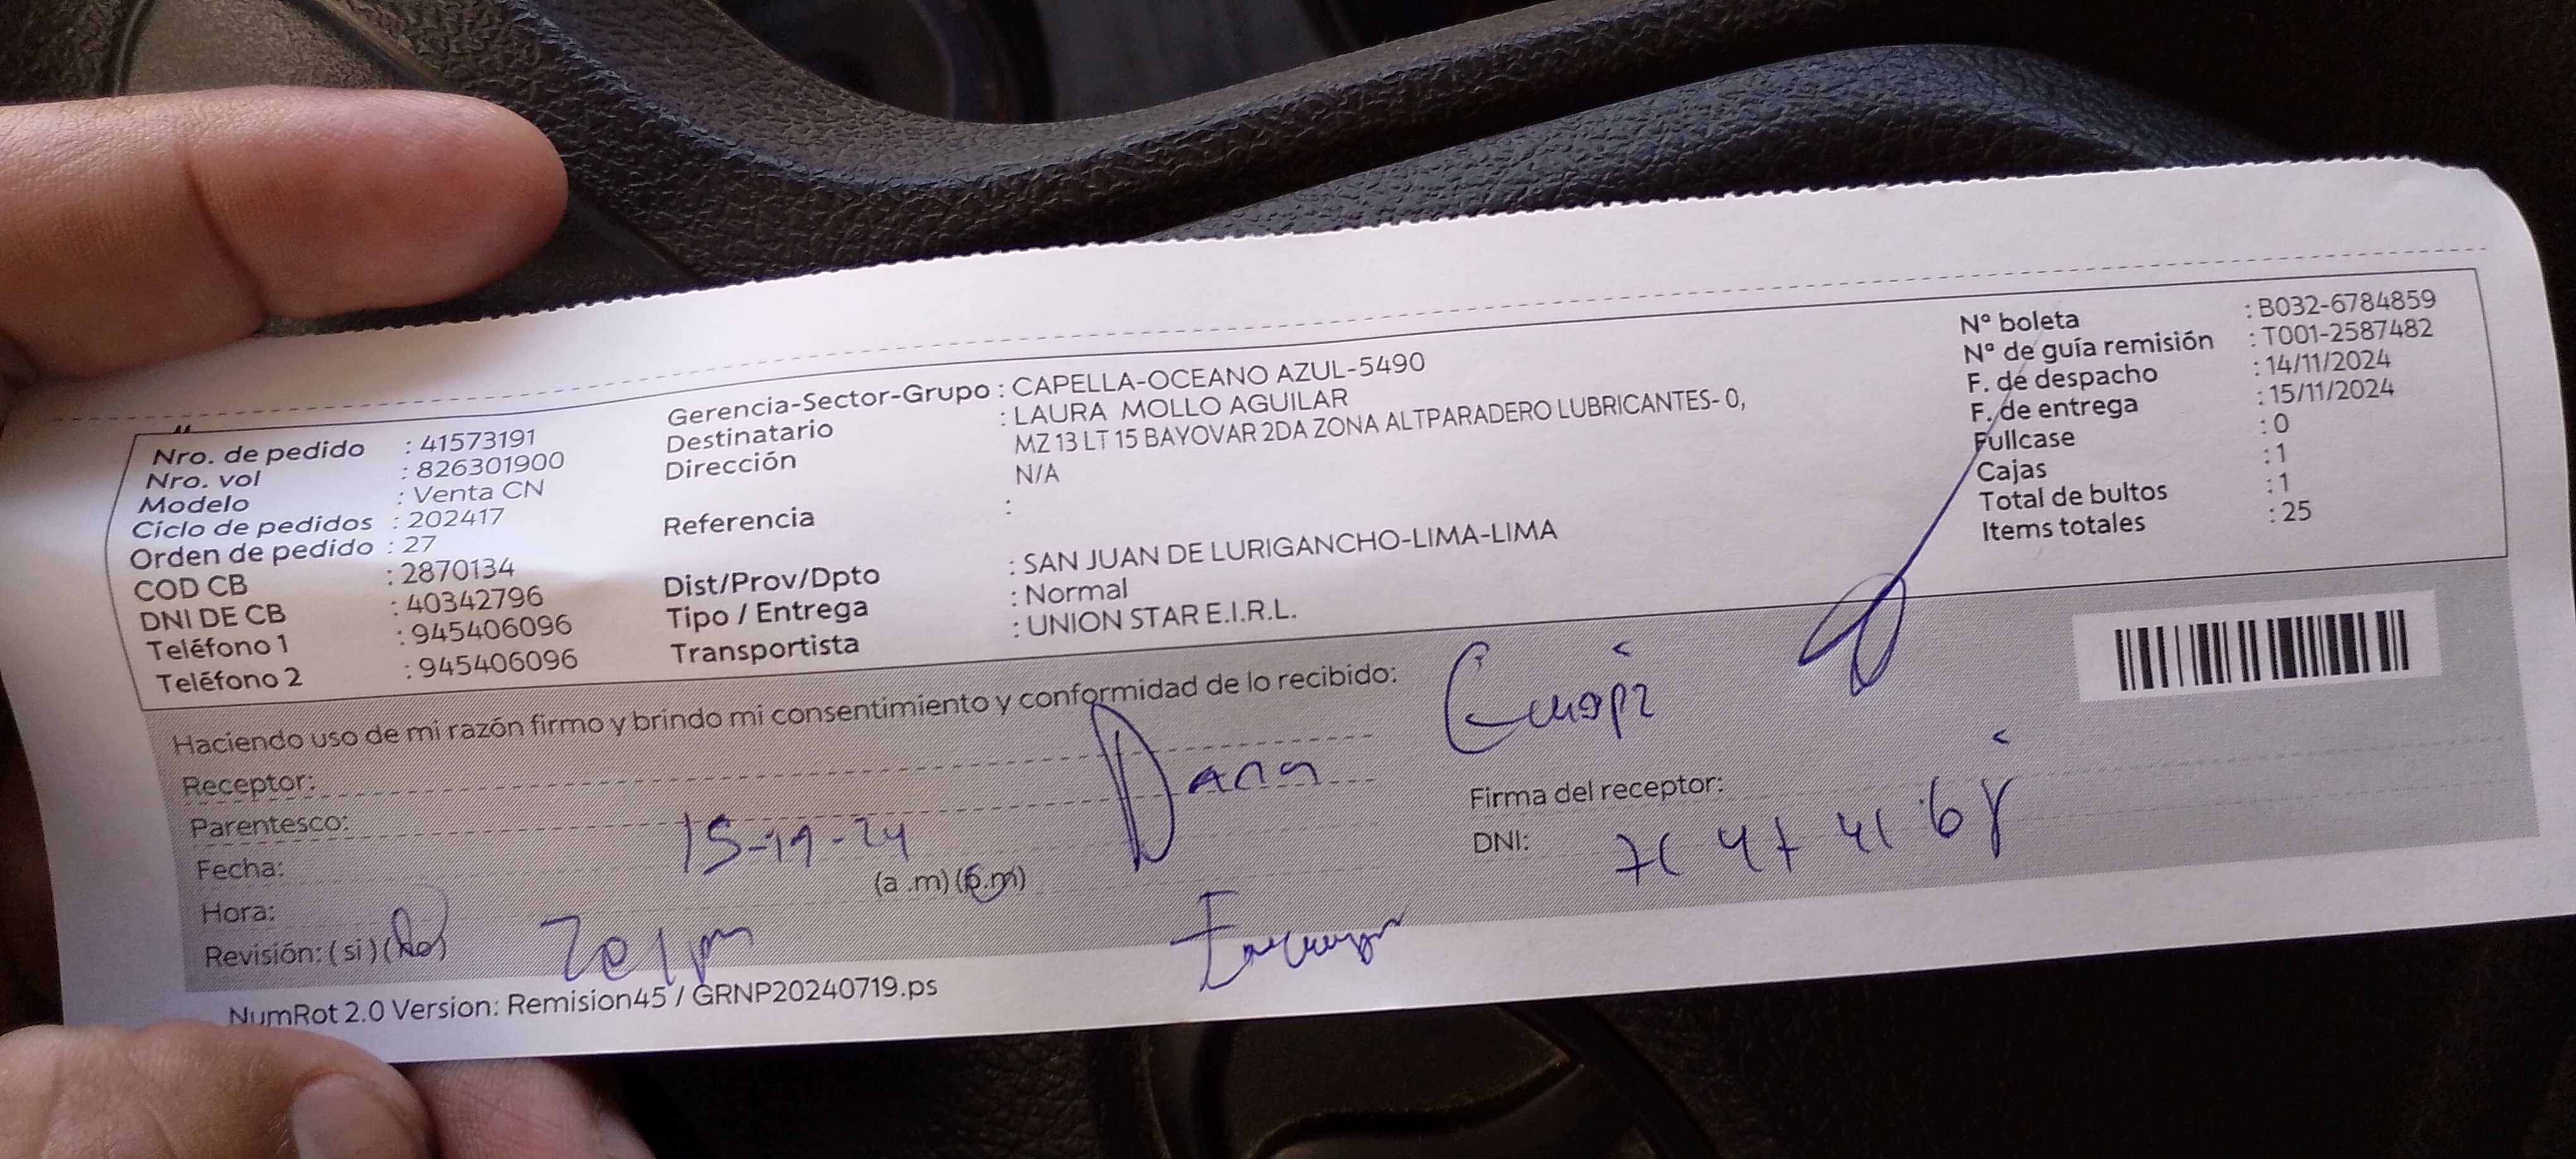 Nro. de pedido : 41573191
Nro. vol : 826301900
Modelo : Venta CN
Ciclo de pedidos : 202417
Orden de pedido : 27
COD CB : 2870134
DNI DE CB : 40342796
Teléfono 1 : 945406096
Teléfono 2 : 945406096
Gerencia-Sector-Grupo : CAPELLA-OCEANO AZUL-5490
Destinatario : LAURA MOLLO AGUILAR
Dirección MZ 13 LT 15 BAYOVAR 2DA ZONA ALTPARADERO LUBRICANTES- 0,
N/A
Referencia :
Dist/Prov/Dpto : SAN JUAN DE LURIGANCHO-LIMA-LIMA
Tipo / Entrega : Normal
Transportista : UNION STAR E.I.R.L.
N° boleta : B032-6784859
N° de guía remisión : T001-2587482
F. de despacho : 14/11/2024
F. de entrega : 15/11/2024
Fullcase : 0
Cajas : 1
Total de bultos : 1
Items totales : 25
Haciendo uso de mi razón firmo y brindo mi consentimiento y conformidad de lo recibido:
Receptor:
Parentesco:
Fecha:
Hora: (a .m) (p.m)
Revisión: (si) (no)
Firma del receptor:
DNI:
NumRot 2.0 Version: Remision45 / GRNP20240719.ps